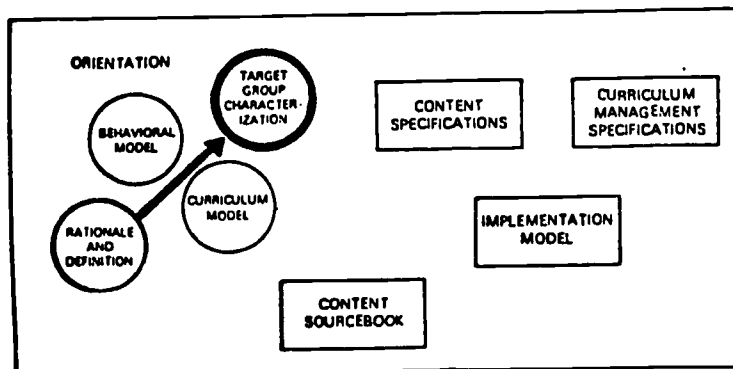 ORIENTATION
TARGET
GROUP
CHARACTER-
IZATION
BEHAVIORAL
MODEL
CURRICULUM
MODEL
RATIONALE
AND
DEFINITION
CONTENT
SPECIFICATIONS
CURRICULUM
MANAGEMENT
SPECIFICATIONS
IMPLEMENTATION
MODEL
CONTENT
SOURCEBOOK